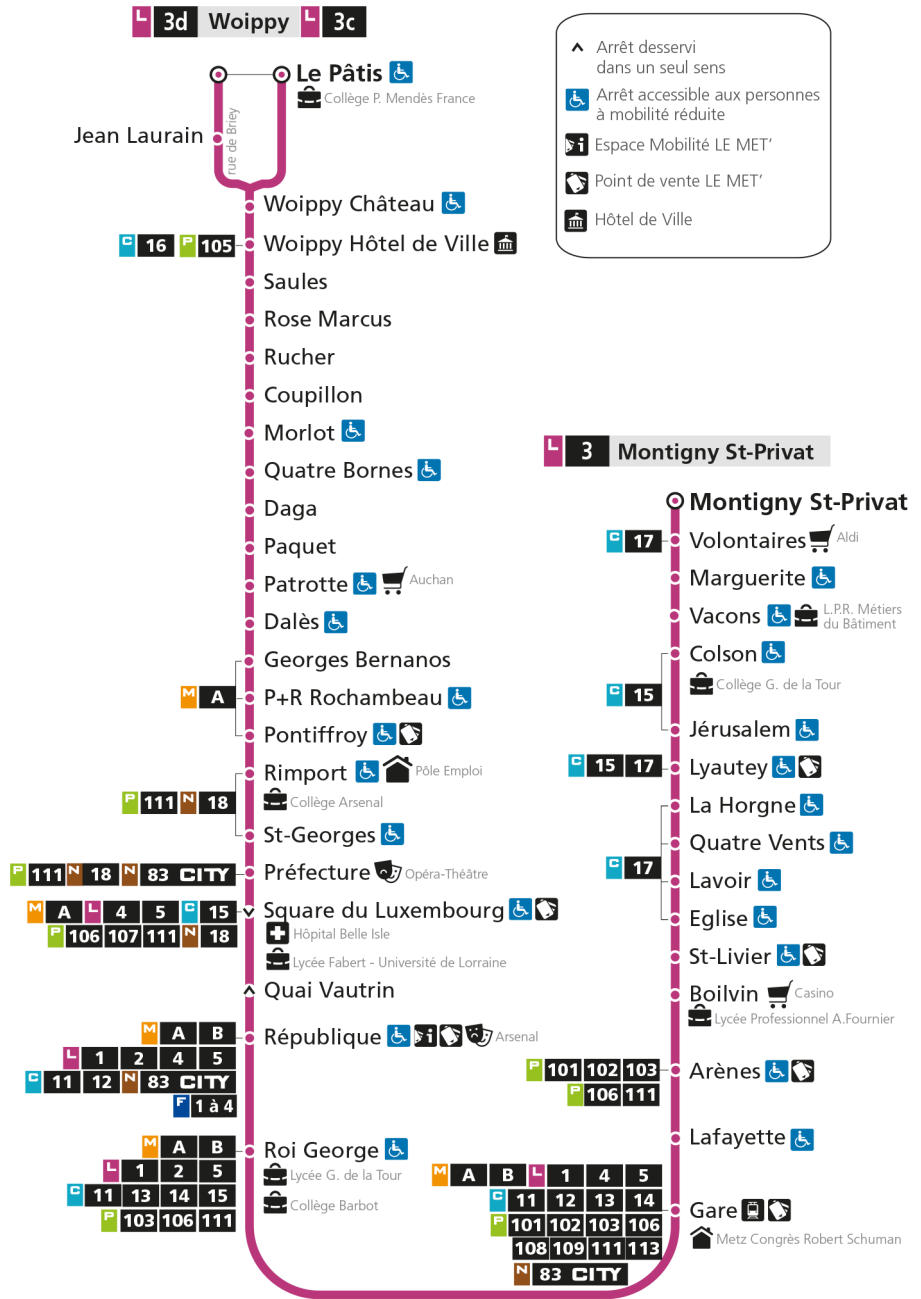 L 3d Woippy L 3c
Le Pâtis
Collège P. Mendès France
Jean Laurain
rue de Briey
Woippy Château
C 16 P 105
Woippy Hôtel de Ville
Saules
Rose Marcus
Rucher
Coupillon
Morlot
Quatre Bornes
Daga
Paquet
Patrotte
Auchan
Dalès
Georges Bernanos
M A
P+R Rochambeau
Pontiffroy
Rimport
Pôle Emploi
P 111 N 18
Collège Arsenal
St-Georges
P 111 N 18 N 83 CITY
Préfecture
Opéra-Théâtre
M A L 4 5 C 15
P 106 107 111 N 18
Square du Luxembourg
Hôpital Belle Isle
Lycée Fabert - Université de Lorraine
Quai Vautrin
M A B
L 1 2 4 5
C 11 12 N 83 CITY
F 1 à 4
République
i
Arsenal
M A B
L 1 2 5
C 11 13 14 15
P 103 106 111
Roi George
Lycée G. de la Tour
Collège Barbot
Arrêt desservi
dans un seul sens
Arrêt accessible aux personnes
à mobilité réduite
i Espace Mobilité LE MET’
Point de vente LE MET’
Hôtel de Ville
L 3 Montigny St-Privat
Montigny St-Privat
C 17
Volontaires
Aldi
Marguerite
Vacons
L.P.R. Métiers
du Bâtiment
Colson
Collège G. de la Tour
C 15
Jérusalem
C 15 17
Lyautey
La Horgne
Quatre Vents
C 17
Lavoir
Eglise
St-Livier
Boilvin
Casino
Lycée Professionnel A.Fournier
P 101 102 103
P 106 111
Arènes
Lafayette
M A B L 1 4 5
C 11 12 13 14
P 101 102 103 106
108 109 111 113
N 83 CITY
Gare
Metz Congrès Robert Schuman